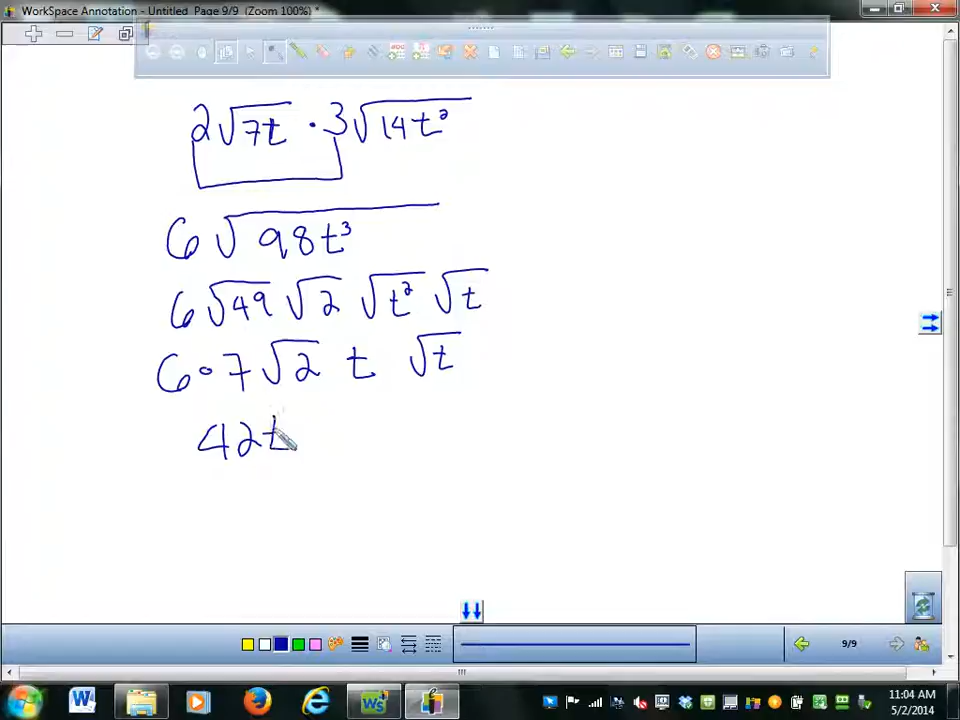 WorkSpace Annotation - Untitled Page 9/9 (Zoom 100%) *
2√7t · 3√14t²
6√98t³
6√49 √2 √t² √t
6·7√2 t √t
42t
9/9
11:04 AM
5/2/2014